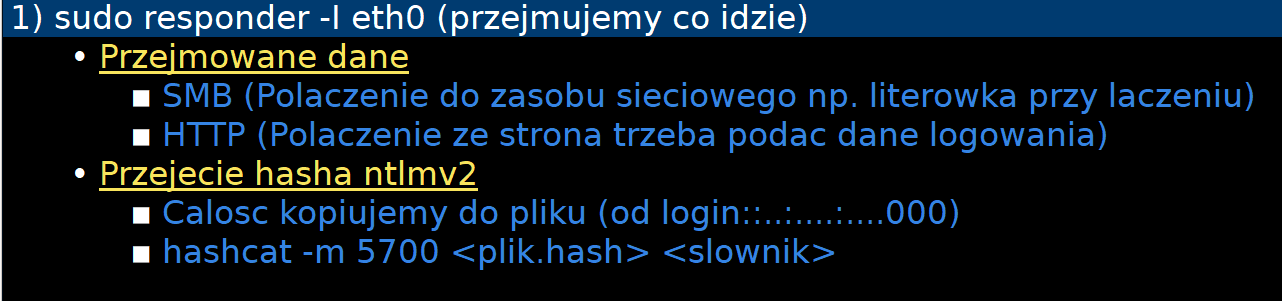 1) sudo responder -I eth0 (przejmujemy co idzie)
• Przejmowane dane
▪ SMB (Polaczenie do zasobu sieciowego np. literowka przy laczeniu)
▪ HTTP (Polaczenie ze strona trzeba podac dane logowania)
• Przejecie hasha ntlmv2
▪ Calosc kopiujemy do pliku (od login::..:....:....000)
▪ hashcat -m 5700 <plik.hash> <slownik>